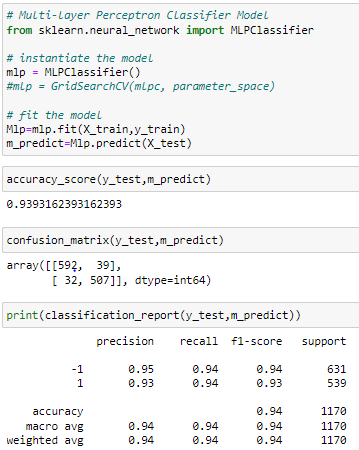 # Multi-layer Perceptron Classifier Model
from sklearn.neural_network import MLPClassifier
# instantiate the model
mlp = MLPClassifier()
#mlp = GridSearchCV(mlpc, parameter_space)
# fit the model
Mlp=mlp.fit(X_train,y_train)
m_predict=Mlp.predict(X_test)
accuracy_score(y_test,m_predict)
0.9393162393162393
confusion_matrix(y_test,m_predict)
array([[592, 39],
[ 32, 507]], dtype=int64)
print(classification_report(y_test,m_predict))
precision recall f1-score support
-1 0.95 0.94 0.94 631
1 0.93 0.94 0.93 539
accuracy 0.94 1170
macro avg 0.94 0.94 0.94 1170
weighted avg 0.94 0.94 0.94 1170